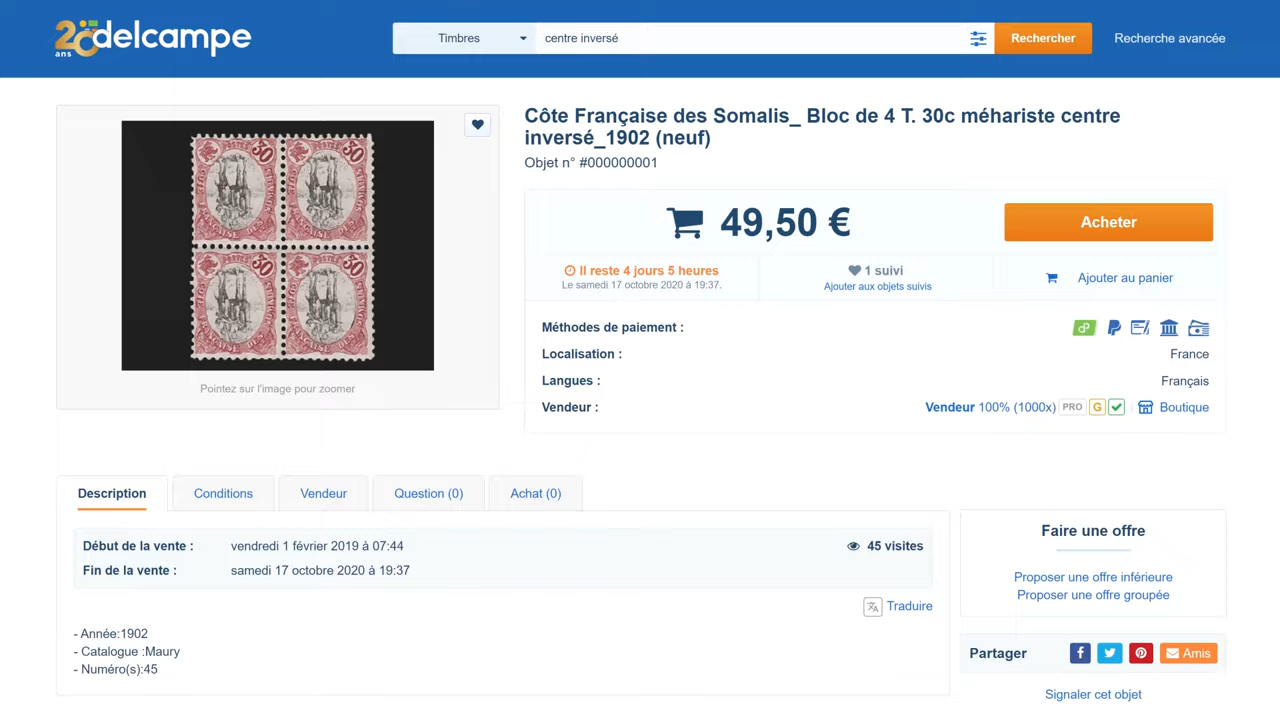 20 ans delcampe
Timbres
centre inversé
Rechercher
Recherche avancée
Côte Française des Somalis_ Bloc de 4 T. 30c méhariste centre
inversé_1902 (neuf)
Objet n° #000000001
49,50 €
Acheter
Il reste 4 jours 5 heures
Le samedi 17 octobre 2020 à 19:37.
1 suivi
Ajouter aux objets suivis
Ajouter au panier
Pointez sur l'image pour zoomer
Méthodes de paiement :
Localisation :
France
Langues :
Français
Vendeur :
Vendeur 100% (1000x) PRO G Boutique
Description
Conditions
Vendeur
Question (0)
Achat (0)
Début de la vente :
vendredi 1 février 2019 à 07:44
45 visites
Fin de la vente :
samedi 17 octobre 2020 à 19:37
Traduire
- Année:1902
- Catalogue :Maury
- Numéro(s):45
Faire une offre
Proposer une offre inférieure
Proposer une offre groupée
Partager
Amis
Signaler cet objet